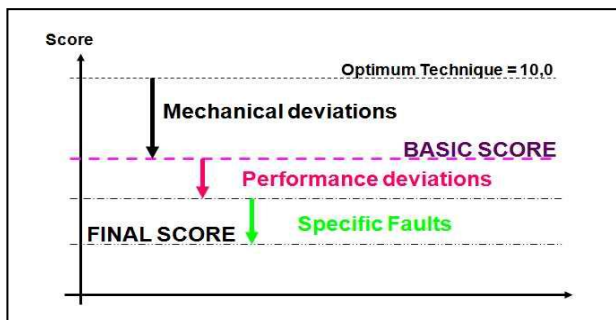 Score
Optimum Technique = 10,0
Mechanical deviations
BASIC SCORE
Performance deviations
Specific Faults
FINAL SCORE